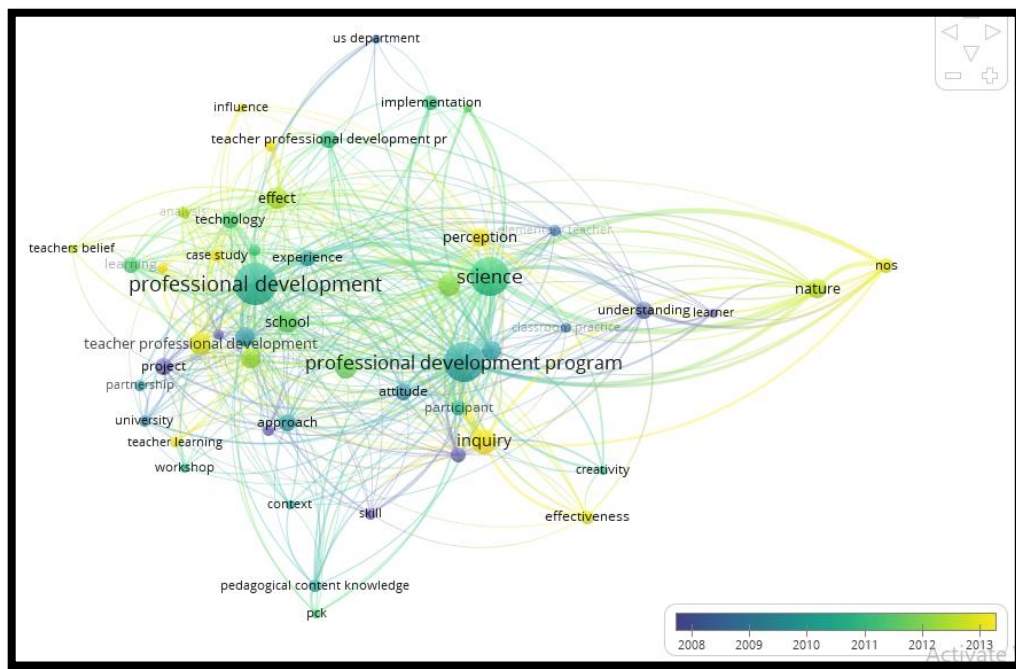 us department
influence
implementation
teacher professional development pr
effect
analysis
technology
elementary teacher
perception
teachers belief
case study
experience
learning
nos
science
professional development
nature
understanding
learner
school
classroom practice
teacher professional development
professional development program
project
partnership
attitude
participant
university
approach
teacher learning
inquiry
workshop
creativity
context
skill
effectiveness
pedagogical content knowledge
pck
2008 2009 2010 2011 2012 2013
Activate